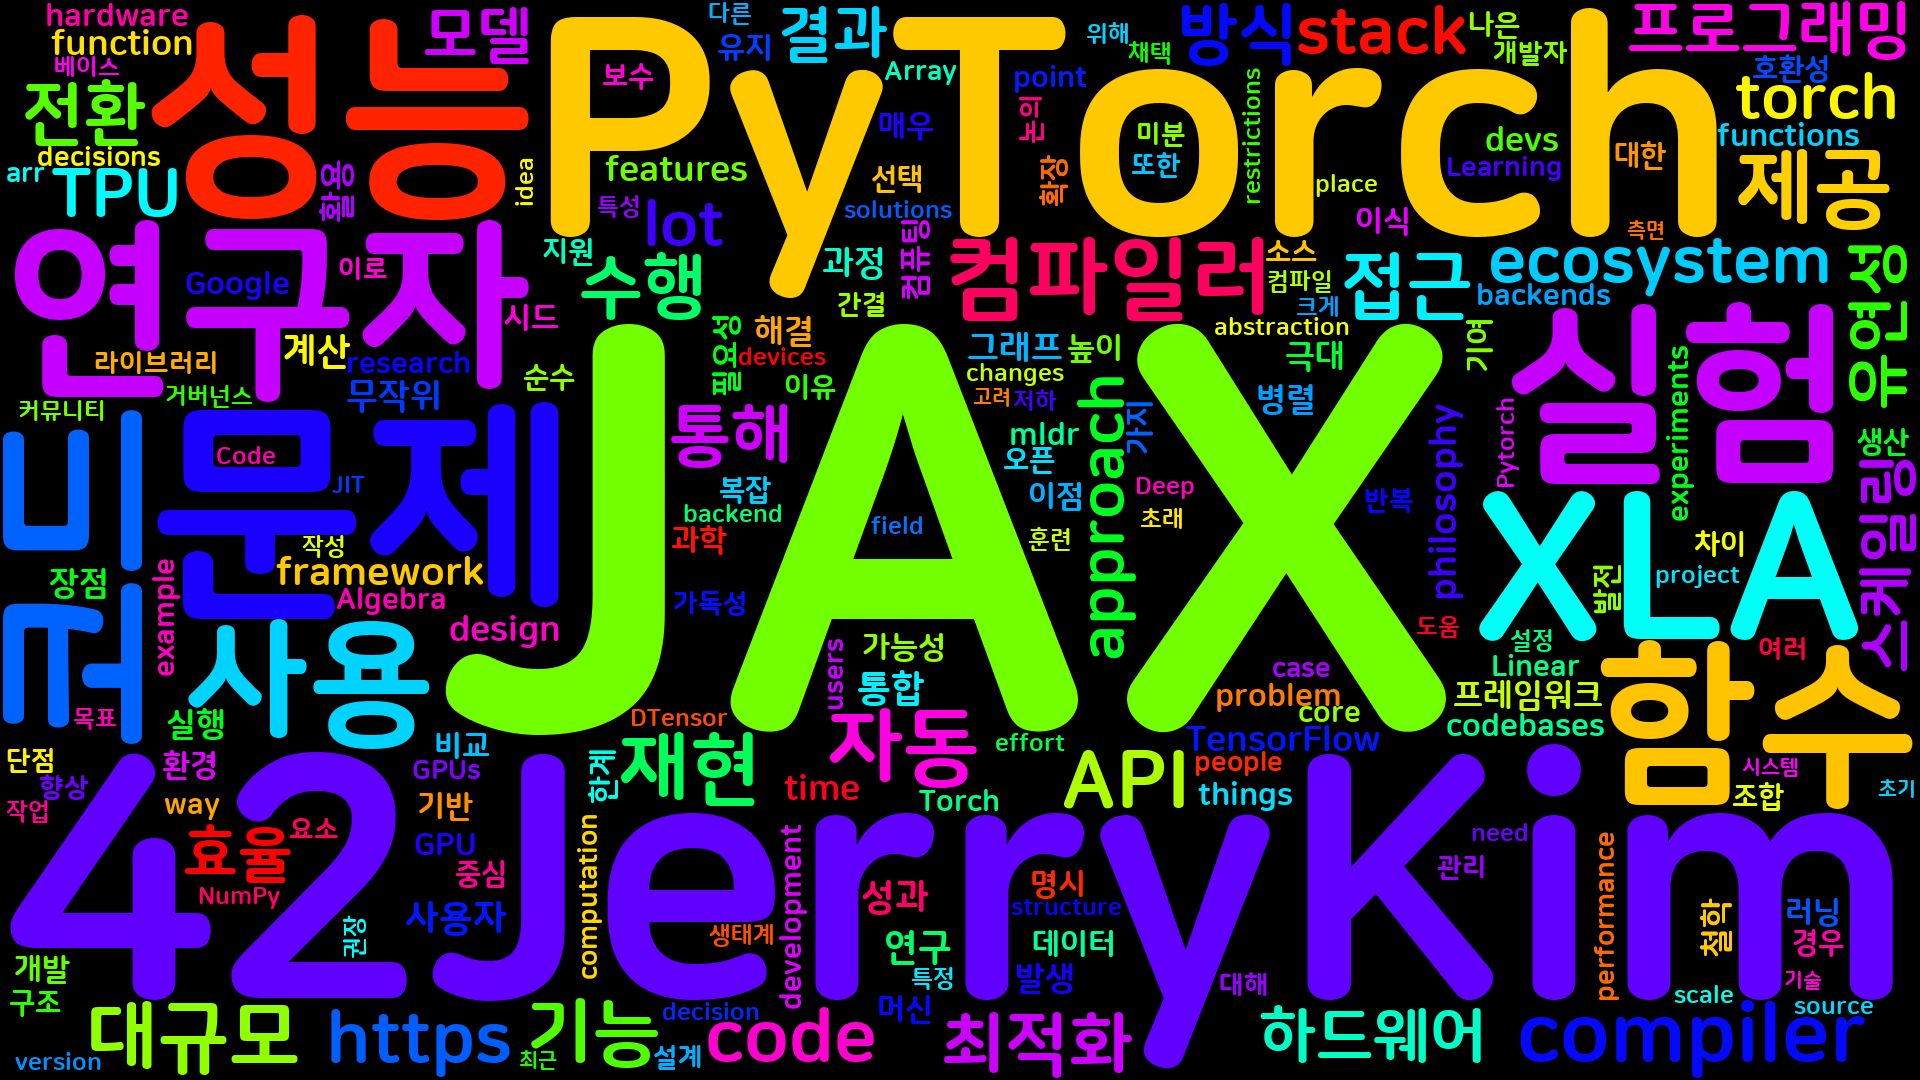 hardware
function
베이스
전환
decisions
arr
TPU
성능
모델
활용
idea
PyTorch
보수
다른
유지
결과
Array
매우
features
특성
lot
지원
수행
선택
solutions
과정
간결
컴퓨팅
point
논의
위해
채택
미분
또한
확장
방식
restrictions
stack
나은
개발자
devs
Learning
place
이식
프로그래밍
호환성
torch
functions
대한
제공
측면
연구자
Google
이로
시드
라이브러리
계산
research
거버넌스
무작위
커뮤니티
순수
컴파일러
소스
컴파일
크게
접근
ecosystem
backends
유연성
abstraction
해결
필요성
devices
이유
그래프
높이
changes
고려
저하
극대
병렬
기여
실험
experiments
생산
스케일링
비
문제
Code
JIT
JAX
통해
복잡
backend
과학
가독성
field
mldr
오픈
이점
approach
가지
Deep
초래
훈련
반복
philosophy
Pytorch
XLA
차이
발전
project
장점
작성
framework
Algebra
example
design
퍼
사용
목표
실행
가능성
통합
users
도움
설정
여러
Linear
case
problem
core
프레임워크
codebases
함수
단점
향상
작업
환경
way
비교
GPUs
기반
GPU
DTensor
한계
재현
자동
effort
time
Torch
API
TensorFlow
people
things
시스템
조합
초기
42JerryKim
효율
요소
NumPy
중심
사용자
권장
computation
development
생태계
성과
연구
특정
명시
structure
데이터
발생
머신
대해
관리
need
performance
철학
러닝
경우
기술
scale
source
개발
구조
version
대규모
https
최근
기능
설계
decision
code
최적화
하드웨어
compiler